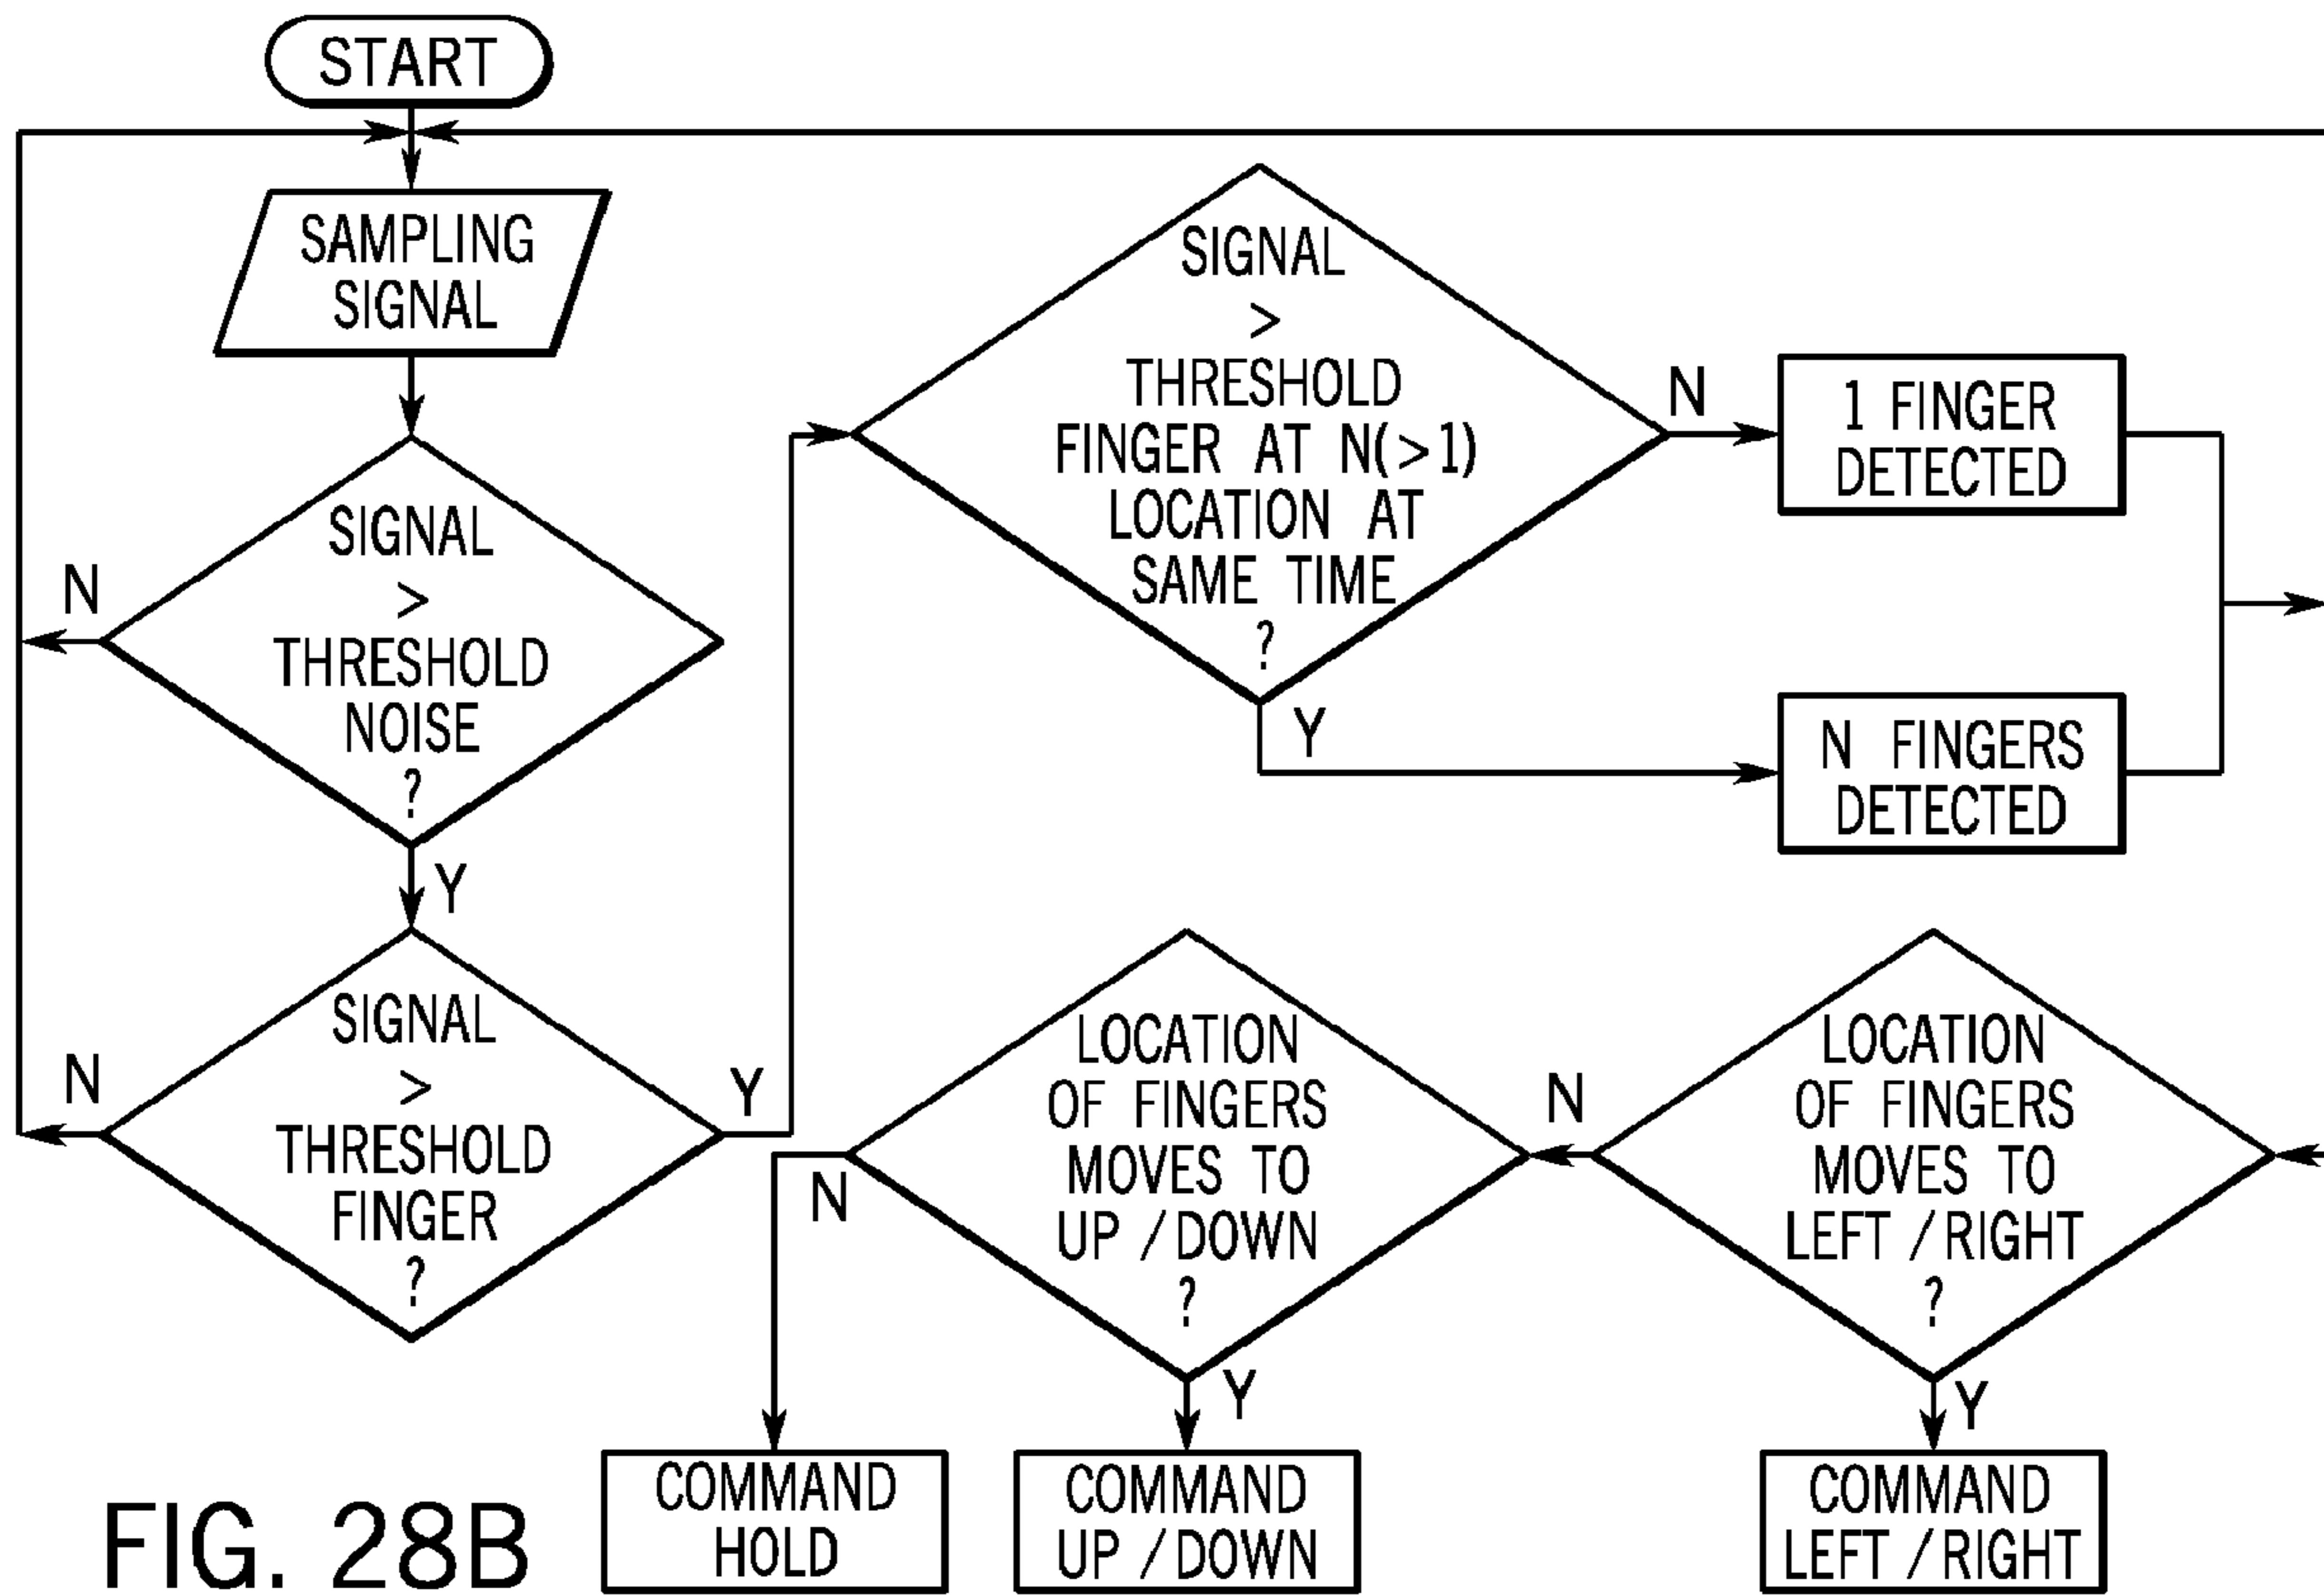 START
SAMPLING
SIGNAL
SIGNAL
>
THRESHOLD
NOISE
?
N
Y
SIGNAL
>
THRESHOLD
FINGER
?
N
Y
SIGNAL
>
THRESHOLD
FINGER AT N(>1)
LOCATION AT
SAME TIME
?
N
Y
1 FINGER
DETECTED
N FINGERS
DETECTED
LOCATION
OF FINGERS
MOVES TO
LEFT /RIGHT
?
N
Y
LOCATION
OF FINGERS
MOVES TO
UP /DOWN
?
N
Y
COMMAND
HOLD
COMMAND
UP /DOWN
COMMAND
LEFT /RIGHT
FIG. 28B